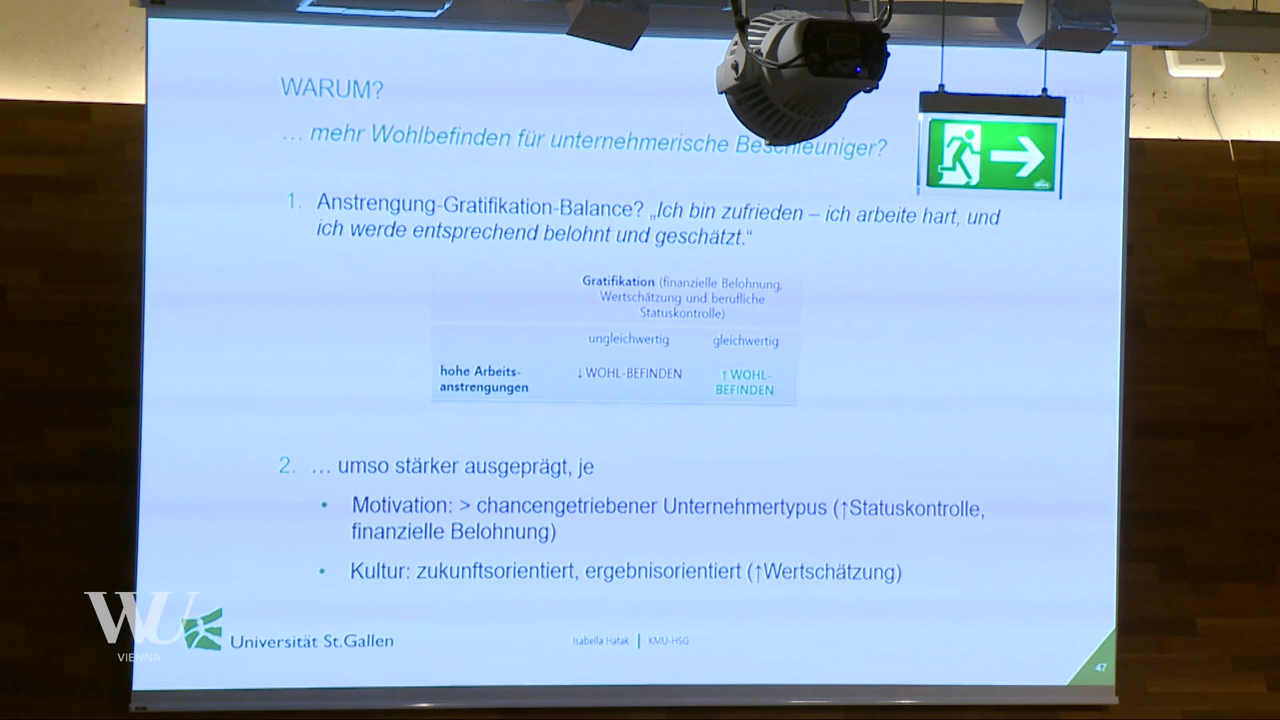 WARUM?
… mehr Wohlbefinden für unternehmerische Beschleuniger?
1. Anstrengung-Gratifikation-Balance? „Ich bin zufrieden – ich arbeite hart, und
ich werde entsprechend belohnt und geschätzt.“
Gratifikation (finanzielle Belohnung,
Wertschätzung und berufliche
Statuskontrolle)
ungleichwertig gleichwertig
hohe Arbeits-
anstrengungen
↓ WOHL-BEFINDEN
↑ WOHL-
BEFINDEN
2. … umso stärker ausgeprägt, je
• Motivation: > chancengetriebener Unternehmertypus (↑Statuskontrolle,
finanzielle Belohnung)
• Kultur: zukunftsorientiert, ergebnisorientiert (↑Wertschätzung)
WU
VIENNA
Universität St.Gallen
Isabella Hatak | KMU-HSG
47